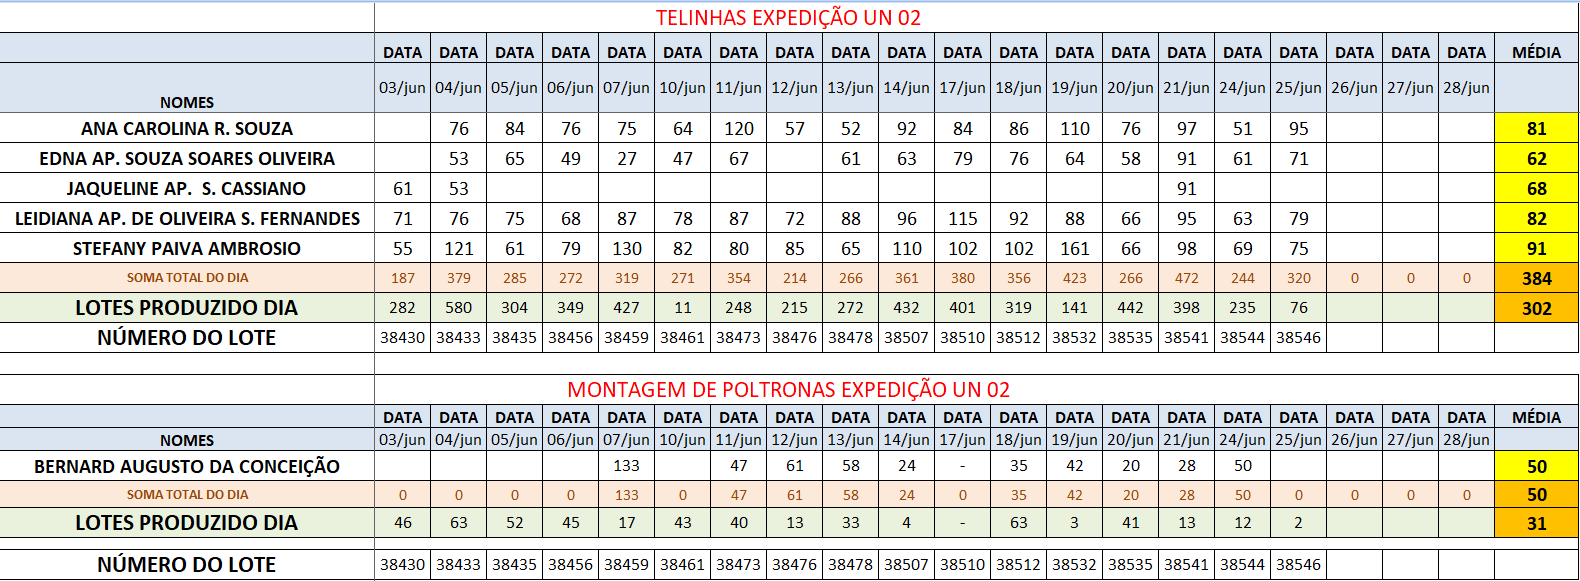 TELINHAS EXPEDIÇÃO UN 02
DATA DATA DATA DATA DATA DATA DATA DATA DATA DATA DATA DATA DATA DATA DATA DATA DATA DATA DATA DATA MÉDIA
NOMES 03/jun 04/jun 05/jun 06/jun 07/jun 10/jun 11/jun 12/jun 13/jun 14/jun 17/jun 18/jun 19/jun 20/jun 21/jun 24/jun 25/jun 26/jun 27/jun 28/jun
ANA CAROLINA R. SOUZA 76 84 76 75 64 120 57 52 92 84 86 110 76 97 51 95 81
EDNA AP. SOUZA SOARES OLIVEIRA 53 65 49 27 47 67 61 63 79 76 64 58 91 61 71 62
JAQUELINE AP. S. CASSIANO 61 53 91 68
LEIDIANA AP. DE OLIVEIRA S. FERNANDES 71 76 75 68 87 78 87 72 88 96 115 92 88 66 95 63 79 82
STEFANY PAIVA AMBROSIO 55 121 61 79 130 82 80 85 65 110 102 102 161 66 98 69 75 91
SOMA TOTAL DO DIA 187 379 285 272 319 271 354 214 266 361 380 356 423 266 472 244 320 0 0 0 384
LOTES PRODUZIDO DIA 282 580 304 349 427 11 248 215 272 432 401 319 141 442 398 235 76 302
NÚMERO DO LOTE 38430 38433 38435 38456 38459 38461 38473 38476 38478 38507 38510 38512 38532 38535 38541 38544 38546
MONTAGEM DE POLTRONAS EXPEDIÇÃO UN 02
DATA DATA DATA DATA DATA DATA DATA DATA DATA DATA DATA DATA DATA DATA DATA DATA DATA DATA DATA DATA MÉDIA
NOMES 03/jun 04/jun 05/jun 06/jun 07/jun 10/jun 11/jun 12/jun 13/jun 14/jun 17/jun 18/jun 19/jun 20/jun 21/jun 24/jun 25/jun 26/jun 27/jun 28/jun
BERNARD AUGUSTO DA CONCEIÇÃO 133 47 61 58 24 - 35 42 20 28 50 50
SOMA TOTAL DO DIA 0 0 0 0 133 0 47 61 58 24 0 35 42 20 28 50 0 0 0 0 50
LOTES PRODUZIDO DIA 46 63 52 45 17 43 40 13 33 4 - 63 3 41 13 12 2 31
NÚMERO DO LOTE 38430 38433 38435 38456 38459 38461 38473 38476 38478 38507 38510 38512 38532 38535 38541 38544 38546